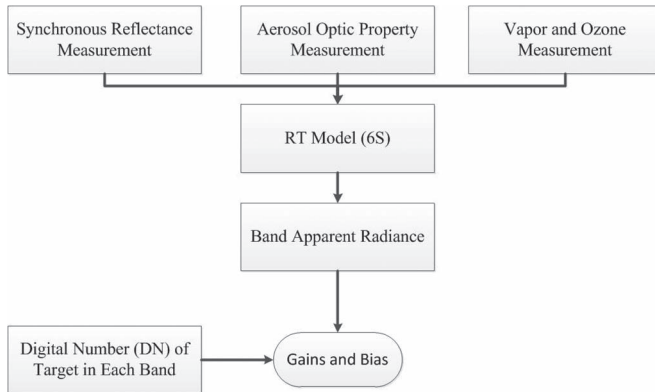 Synchronous Reflectance
Measurement
Aerosol Optic Property
Measurement
Vapor and Ozone
Measurement
RT Model (6S)
Band Apparent Radiance
Digital Number (DN) of
Target in Each Band
Gains and Bias